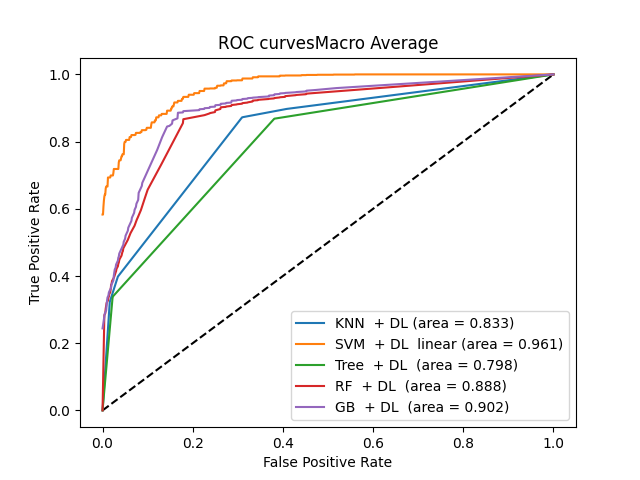 ROC curvesMacro Average
True Positive Rate
1.0
0.8
0.6
0.4
0.2
0.0
KNN  + DL (area = 0.833)
SVM  + DL  linear (area = 0.961)
Tree  + DL  (area = 0.798)
RF  + DL  (area = 0.888)
GB  + DL  (area = 0.902)
0.0 0.2 0.4 0.6 0.8 1.0
False Positive Rate